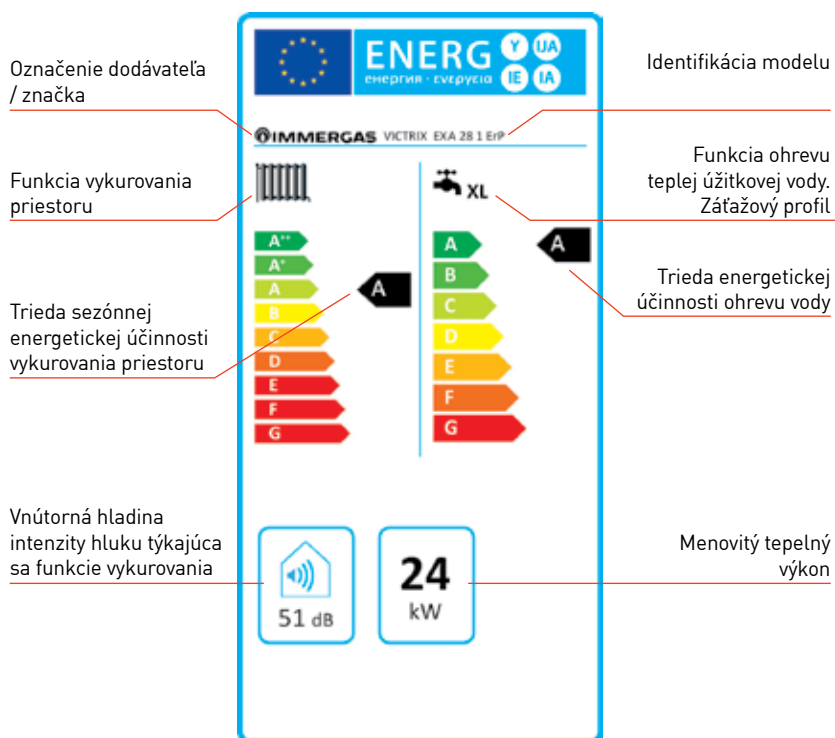 Označenie dodávateľa
/ značka
Funkcia vykurovania
priestoru
Trieda sezónnej
energetickej účinnosti
vykurovania priestoru
Vnútorná hladina
intenzity hluku týkajúca
sa funkcie vykurovania
ENERG
енергия · ενεργεια
Y UA
IE IA
IMMERGAS VICTRIX EXA 28 1 ErP
XL
A++
A+
A
B
C
D
E
F
G
A
A
B
C
D
E
F
G
A
51 dB
24
kW
Identifikácia modelu
Funkcia ohrevu
teplej úžitkovej vody.
Záťažový profil
Trieda energetickej
účinnosti ohrevu vody
Menovitý tepelný
výkon